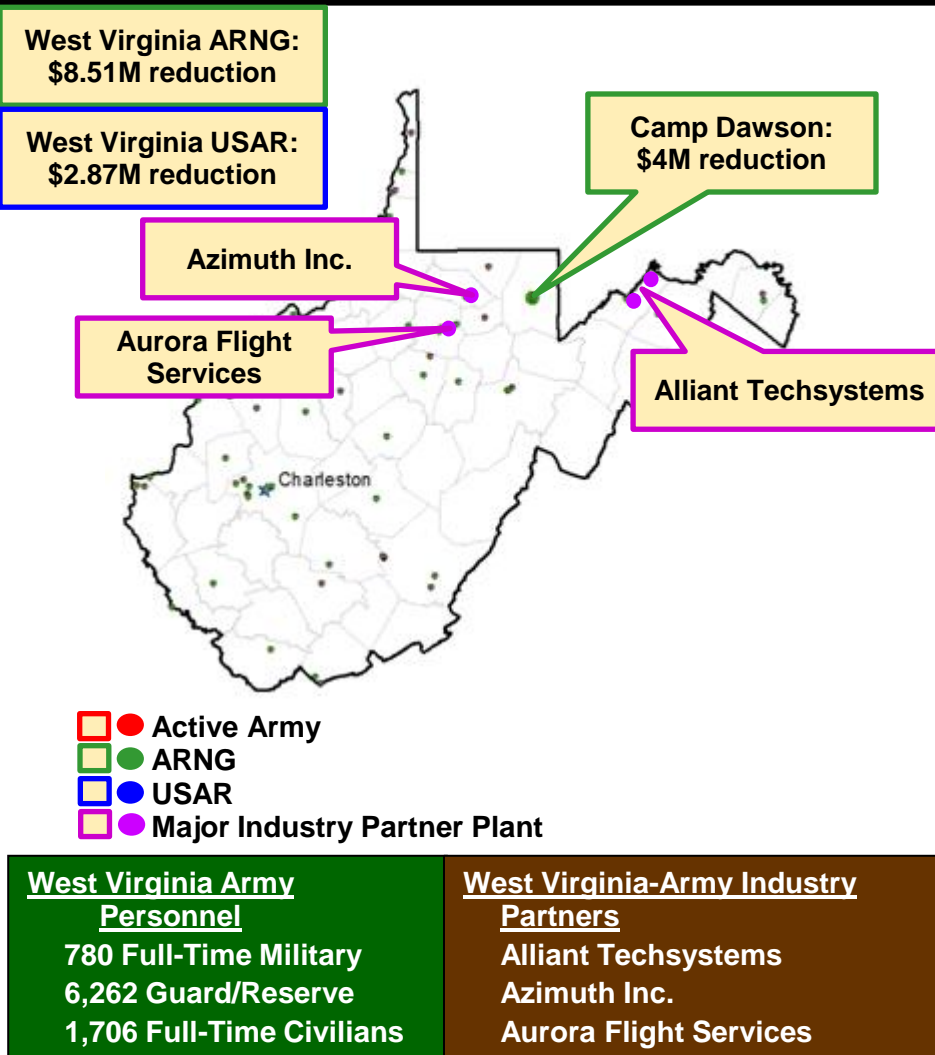 West Virginia ARNG:
$8.51M reduction
West Virginia USAR:
$2.87M reduction
Camp Dawson:
$4M reduction
Azimuth Inc.
Aurora Flight
Services
Alliant Techsystems
Charleston
Active Army
ARNG
USAR
Major Industry Partner Plant
West Virginia Army
Personnel
780 Full-Time Military
6,262 Guard/Reserve
1,706 Full-Time Civilians
West Virginia-Army Industry
Partners
Alliant Techsystems
Azimuth Inc.
Aurora Flight Services